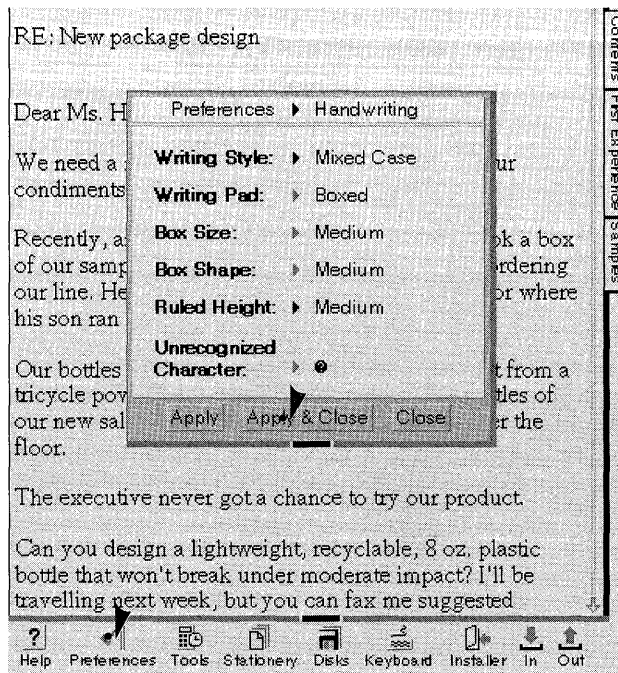 RE: New package design
Dear Ms. H
We need a
ur
condiments
Recently, a
ok a box
of our samp
rdering
our line. He
or where
his son ran
Our bottles
t from a
tricycle pow
tles of
our new sal
er the
floor.
The executive never got a chance to try our product.
Can you design a lightweight, recyclable, 8 oz. plastic
bottle that won't break under moderate impact? I'll be
travelling next week, but you can fax me suggested
Preferences ▸ Handwriting
Writing Style: ▸ Mixed Case
Writing Pad: ▸ Boxed
Box Size: ▸ Medium
Box Shape: ▸ Medium
Ruled Height: ▸ Medium
Unrecognized
Character: ▸ ?
Apply Apply & Close Close
Contents
First Experience
Samples
? Help Preferences Tools Stationery Disks Keyboard Installer In Out